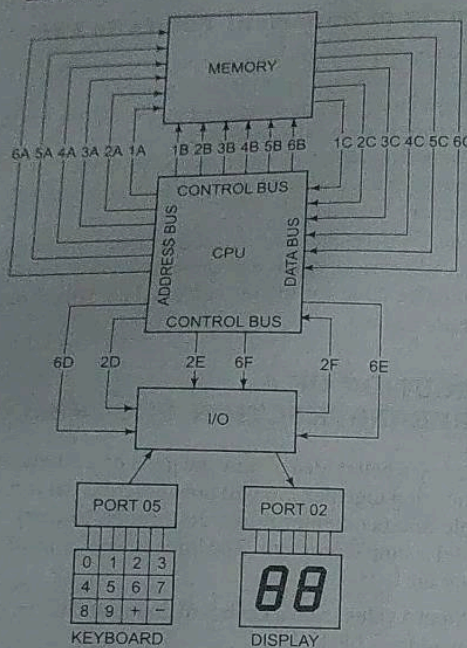 MEMORY
6A 5A 4A 3A 2A 1A
1B 2B 3B 4B 5B 6B
1C 2C 3C 4C 5C 6C
CONTROL BUS
ADDRESS BUS
CPU
DATA BUS
CONTROL BUS
6D 2D 2E 6F 2F 6E
I/O
PORT 05
PORT 02
0 1 2 3
4 5 6 7
8 9 + −
88
KEYBOARD
DISPLAY